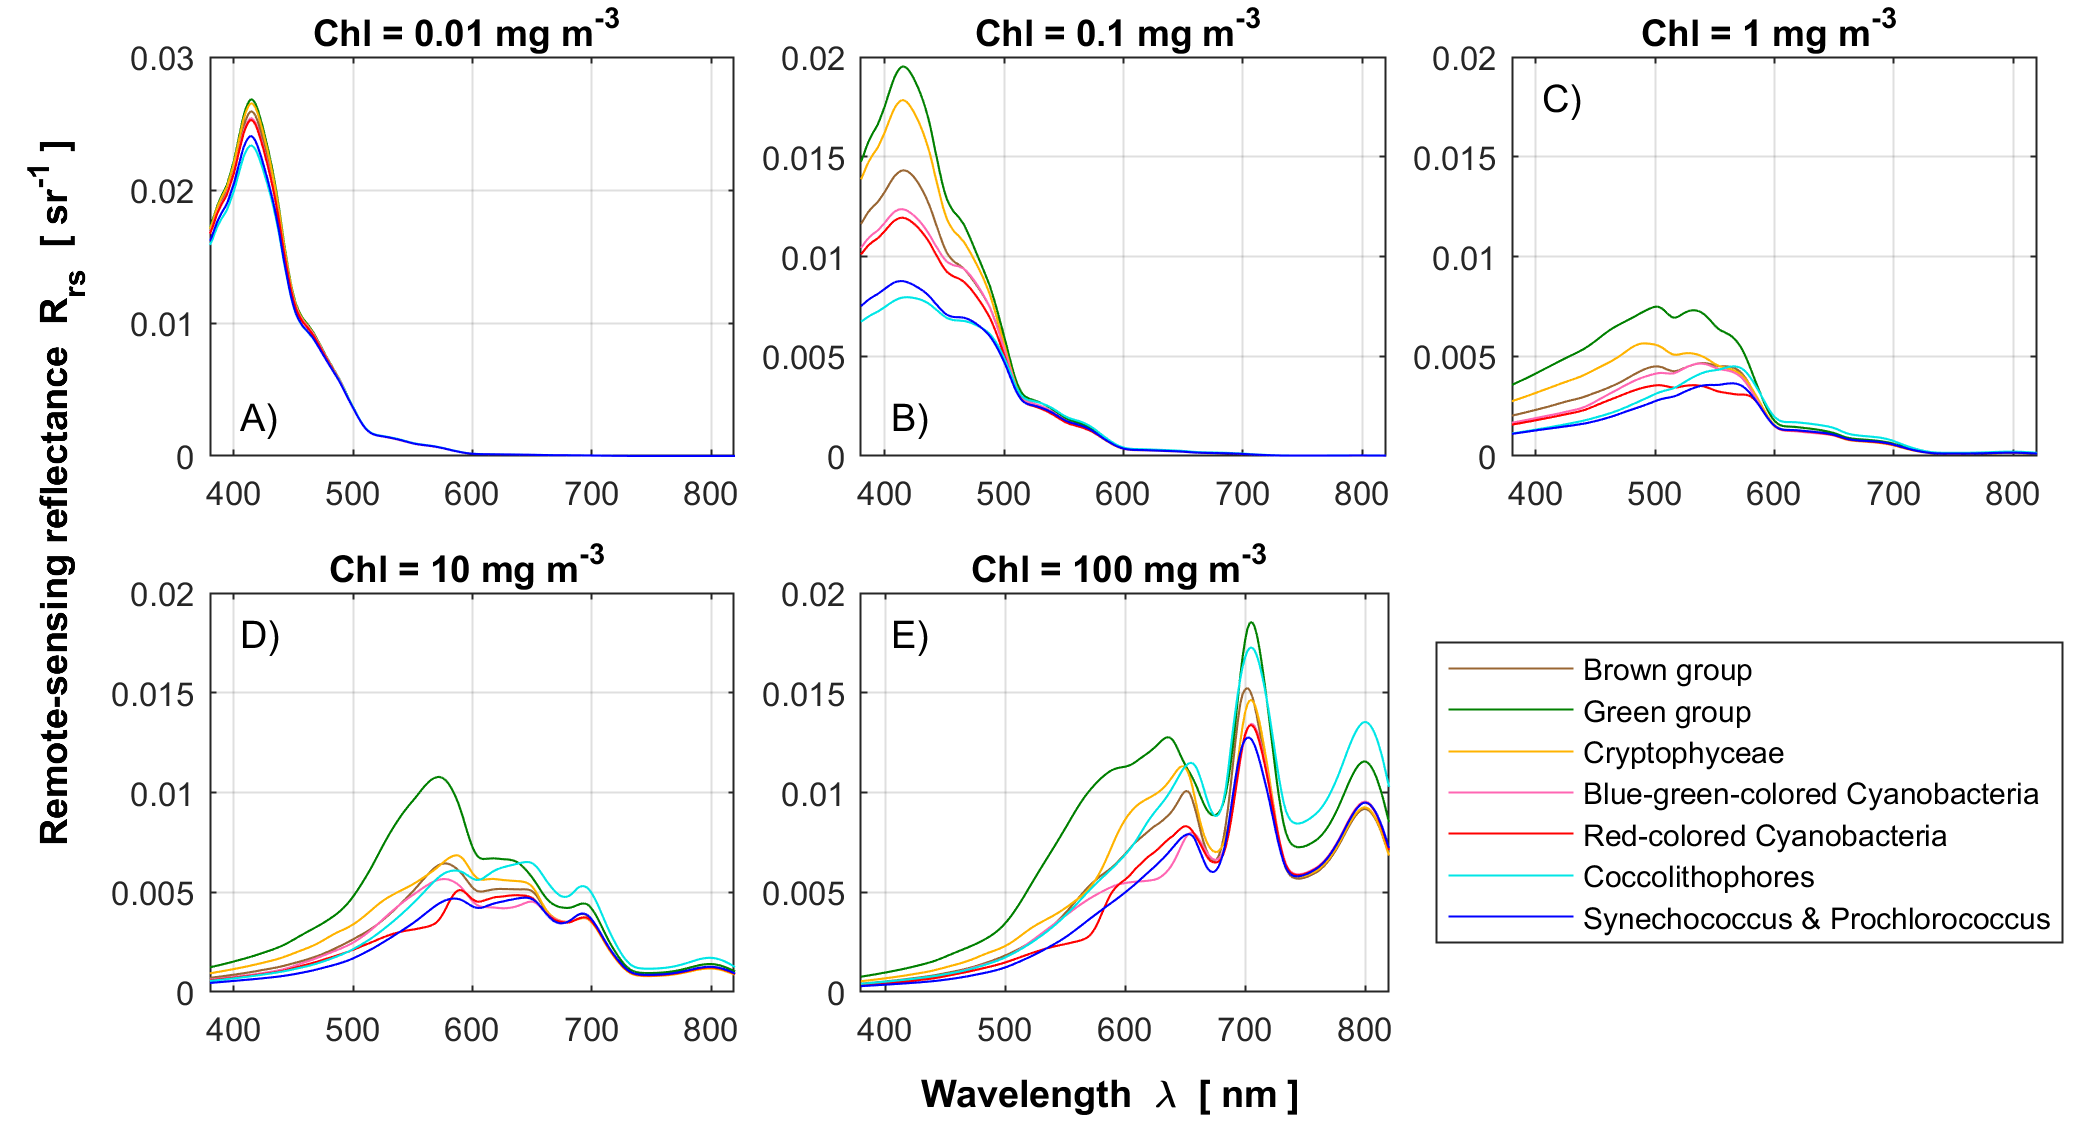 Chl = 0.01 mg m-3
Chl = 0.1 mg m-3
Chl = 1 mg m-3
0.03
0.02
0.01
0
400 500 600 700 800
A)
0.02
0.015
0.01
0.005
0
400 500 600 700 800
B)
0.02
0.015
0.01
0.005
0
400 500 600 700 800
C)
Remote-sensing reflectance Rrs [ sr-1 ]
Chl = 10 mg m-3
Chl = 100 mg m-3
0.02
0.015
0.01
0.005
0
400 500 600 700 800
D)
0.02
0.015
0.01
0.005
0
400 500 600 700 800
E)
Brown group
Green group
Cryptophyceae
Blue-green-colored Cyanobacteria
Red-colored Cyanobacteria
Coccolithophores
Synechococcus & Prochlorococcus
Wavelength λ [ nm ]